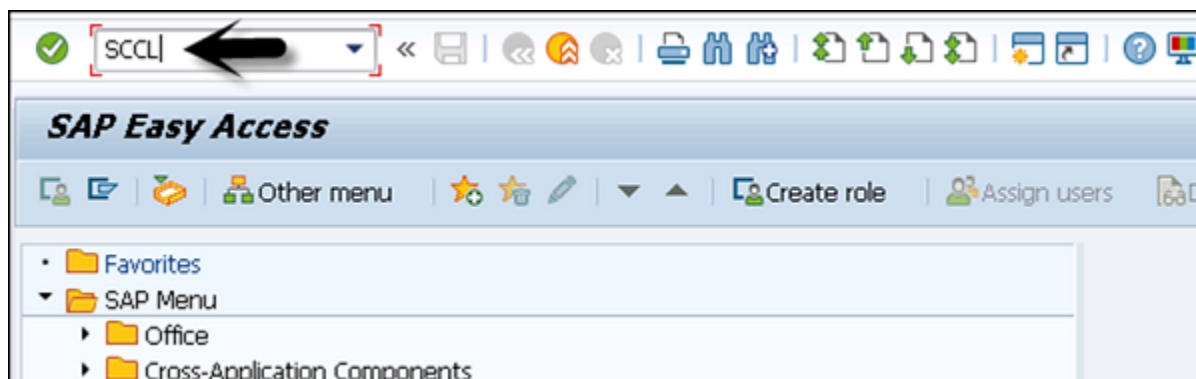 SCCL
SAP Easy Access
Other menu Create role Assign users
Favorites
SAP Menu
Office
Cross-Application Components